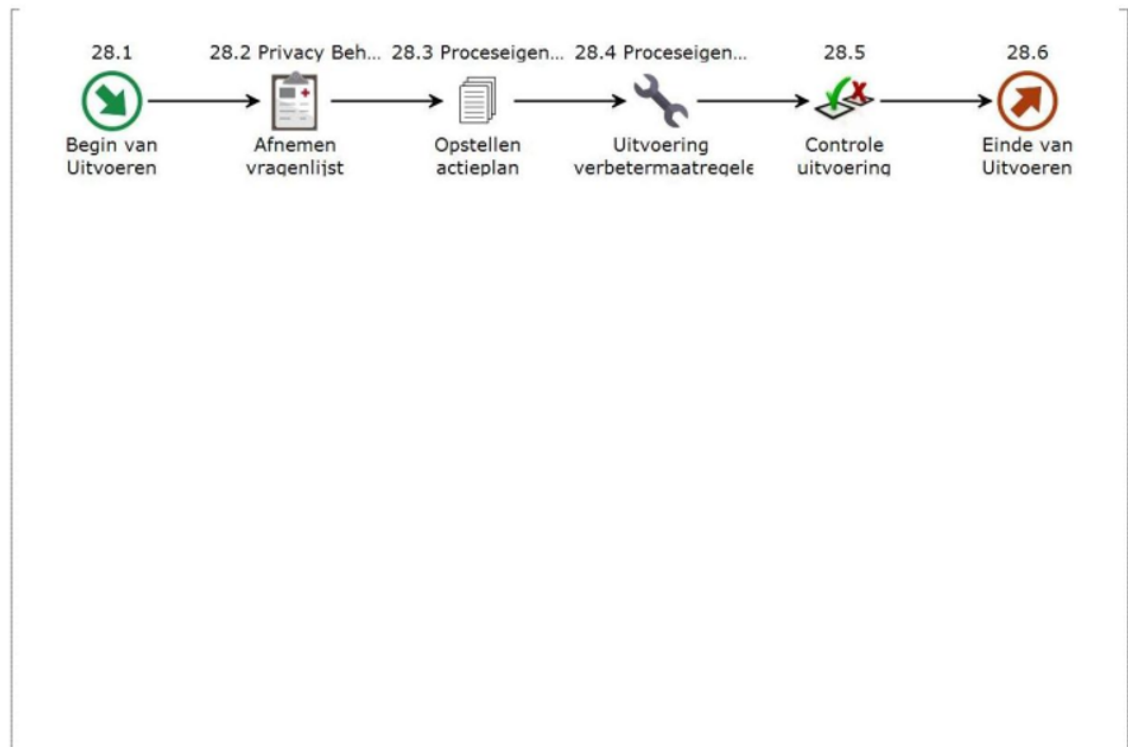 28.1
28.2 Privacy Beh...
28.3 Proceseigen...
28.4 Proceseigen...
28.5
28.6
Begin van
Uitvoeren
Afnemen
vragenlijst
Opstellen
actieplan
Uitvoering
verbetermaatregele
Controle
uitvoering
Einde van
Uitvoeren